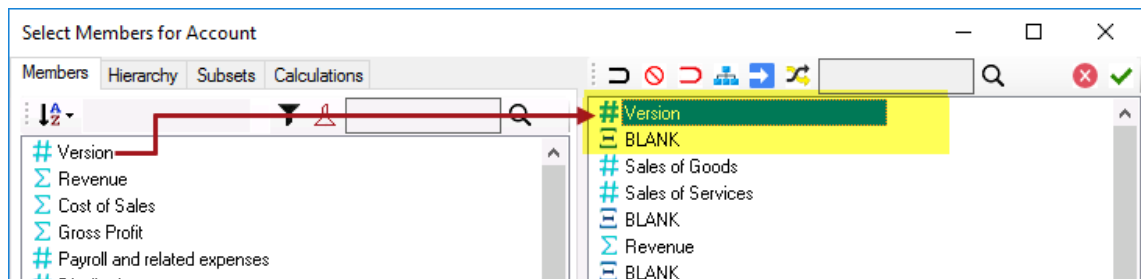 Select Members for Account
Members Hierarchy Subsets Calculations
Version
Revenue
Cost of Sales
Gross Profit
Payroll and related expenses
Version
BLANK
Sales of Goods
Sales of Services
BLANK
Revenue
BLANK